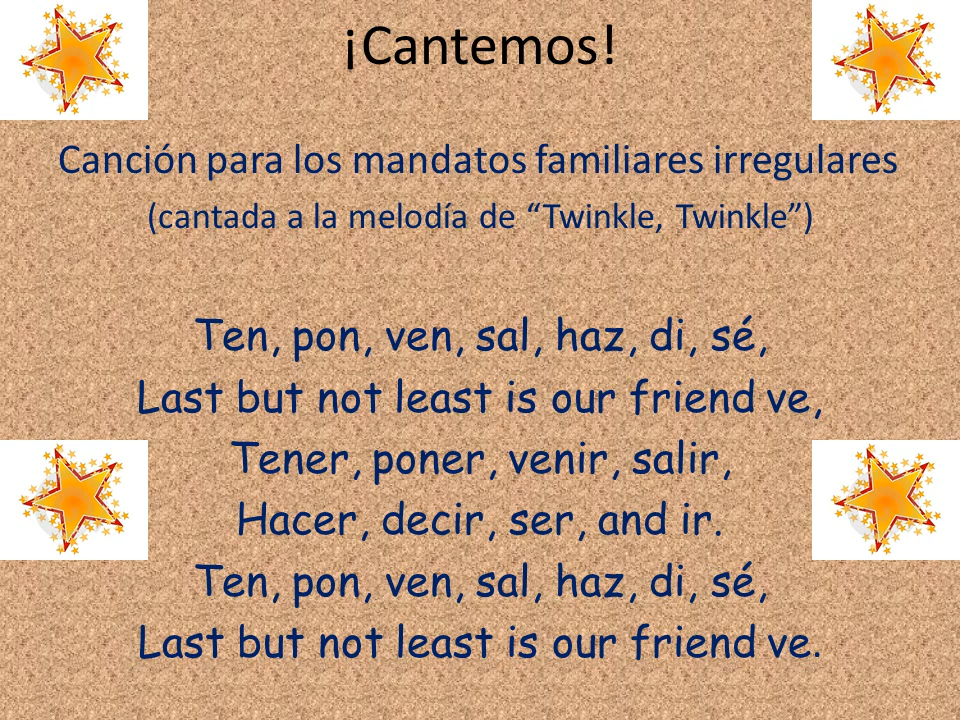 ¡Cantemos!
Canción para los mandatos familiares irregulares
(cantada a la melodía de “Twinkle, Twinkle”)
Ten, pon, ven, sal, haz, di, sé,
Last but not least is our friend ve,
Tener, poner, venir, salir,
Hacer, decir, ser, and ir.
Ten, pon, ven, sal, haz, di, sé,
Last but not least is our friend ve.